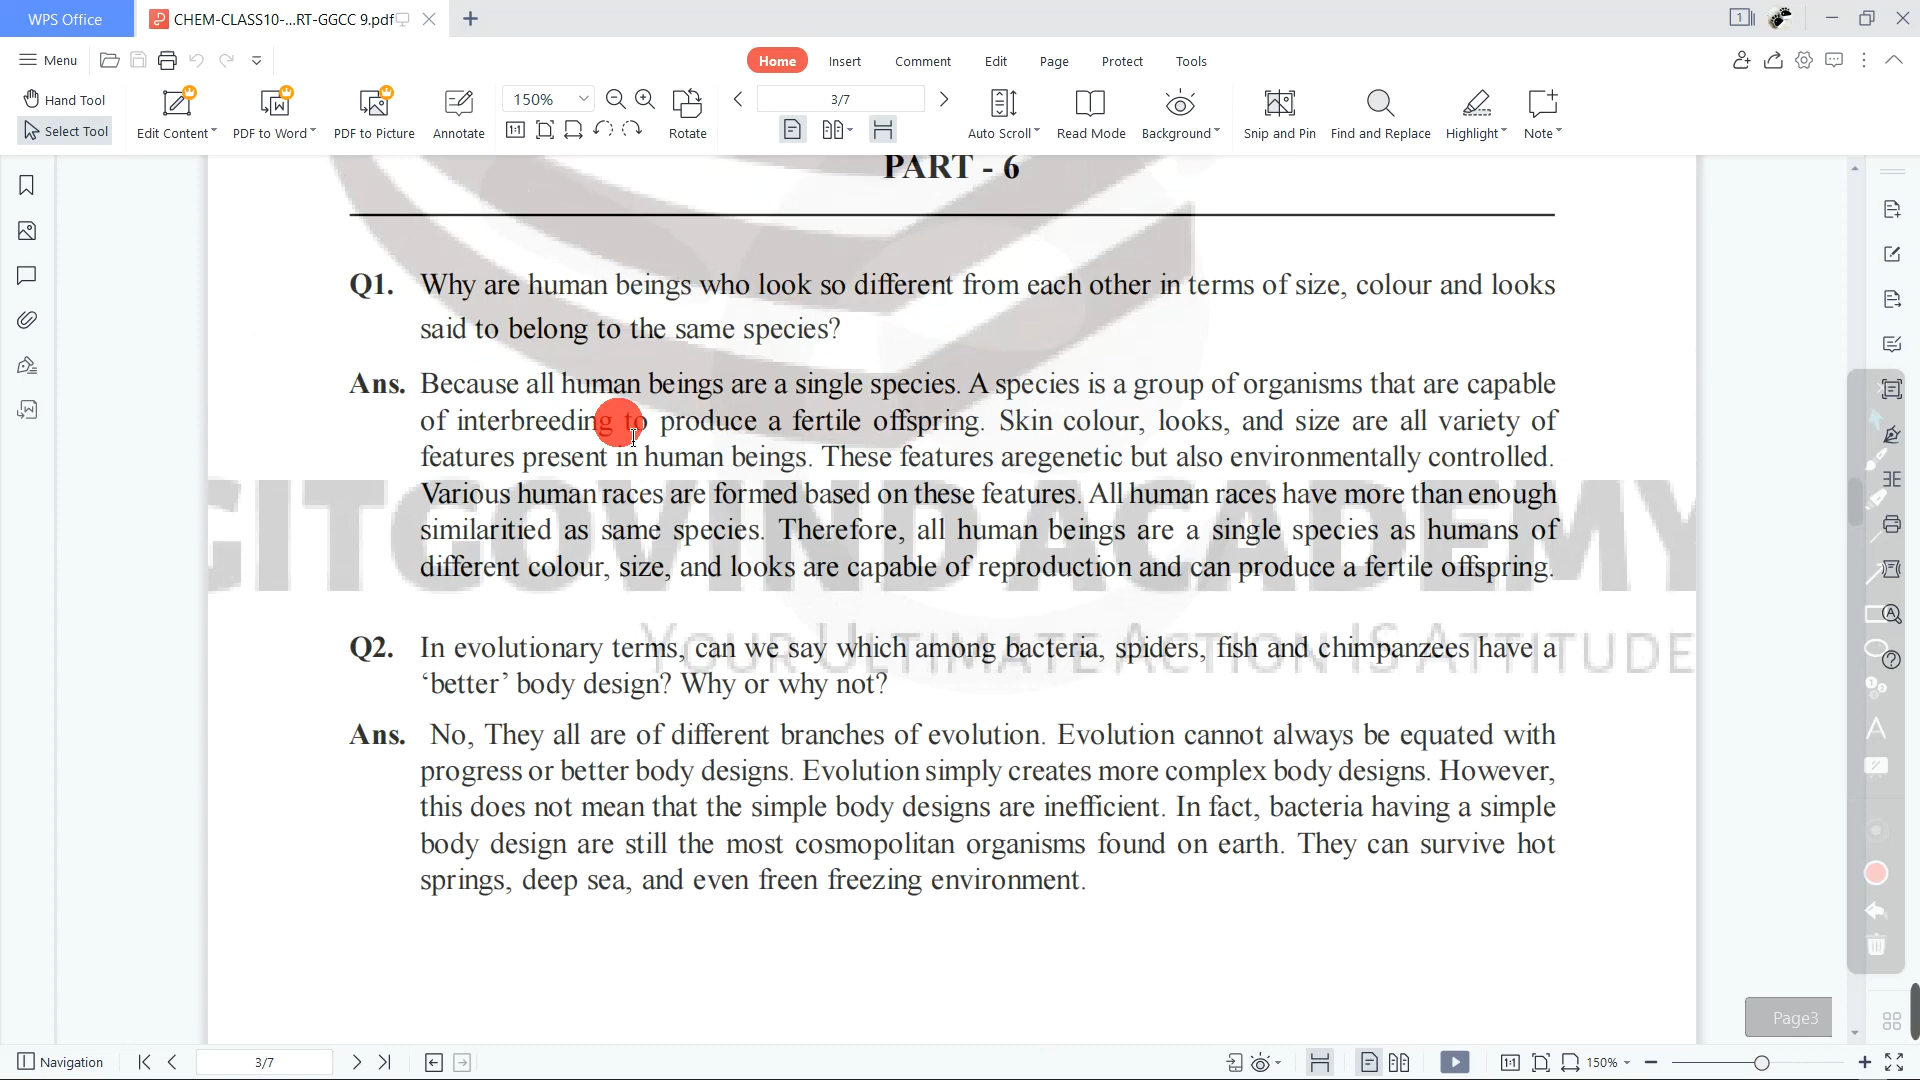 WPS Office
CHEM-CLASS10-...RT-GGCC 9.pdf
Menu
Home Insert Comment Edit Page Protect Tools
Hand Tool
Select Tool
Edit Content PDF to Word PDF to Picture Annotate
150%
Rotate
3/7
Auto Scroll Read Mode Background Snip and Pin Find and Replace Highlight Note
PART - 6
Q1. Why are human beings who look so different from each other in terms of size, colour and looks
said to belong to the same species?
Ans. Because all human beings are a single species. A species is a group of organisms that are capable
of interbreeding to produce a fertile offspring. Skin colour, looks, and size are all variety of
features present in human beings. These features aregenetic but also environmentally controlled.
Various human races are formed based on these features. All human races have more than enough
similaritied as same species. Therefore, all human beings are a single species as humans of
different colour, size, and looks are capable of reproduction and can produce a fertile offspring.
GITGOVIND ACADEMY
YOUR ULTIMATE ACTION IS ATTITUDE
Q2. In evolutionary terms, can we say which among bacteria, spiders, fish and chimpanzees have a
‘better’ body design? Why or why not?
Ans. No, They all are of different branches of evolution. Evolution cannot always be equated with
progress or better body designs. Evolution simply creates more complex body designs. However,
this does not mean that the simple body designs are inefficient. In fact, bacteria having a simple
body design are still the most cosmopolitan organisms found on earth. They can survive hot
springs, deep sea, and even freen freezing environment.
Page3
Navigation
3/7
150%